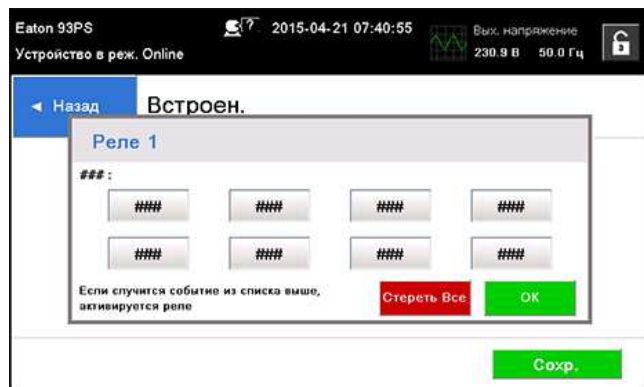 Eaton 93PS
? 2015-04-21 07:40:55
Вых. напряжение
Устройство в реж. Online
230.9 В 50.0 Гц
◄ Назад
Встроен.
Реле 1
### :
### ### ### ###
### ### ### ###
Если случится событие из списка выше,
активируется реле
Стереть Все
OK
Сохр.